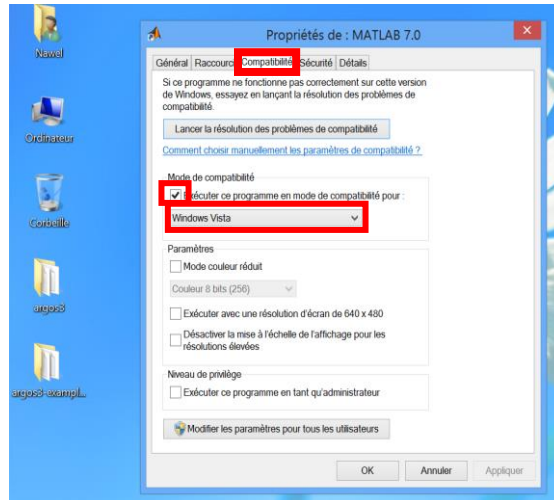 Nawel
Ordinateur
Corbeille
argos3
argos3-exampl...
Propriétés de : MATLAB 7.0
Général Raccourci Compatibilité Sécurité Détails
Si ce programme ne fonctionne pas correctement sur cette version
de Windows, essayez en lançant la résolution des problèmes de
compatibilité.
Lancer la résolution des problèmes de compatibilité
Comment choisir manuellement les paramètres de compatibilité ?
Mode de compatibilité
Exécuter ce programme en mode de compatibilité pour :
Windows Vista
Paramètres
Mode couleur réduit
Couleur 8 bits (256)
Exécuter avec une résolution d'écran de 640 x 480
Désactiver la mise à l'échelle de l'affichage pour les
résolutions élevées
Niveau de privilège
Exécuter ce programme en tant qu'administrateur
Modifier les paramètres pour tous les utilisateurs
OK Annuler Appliquer